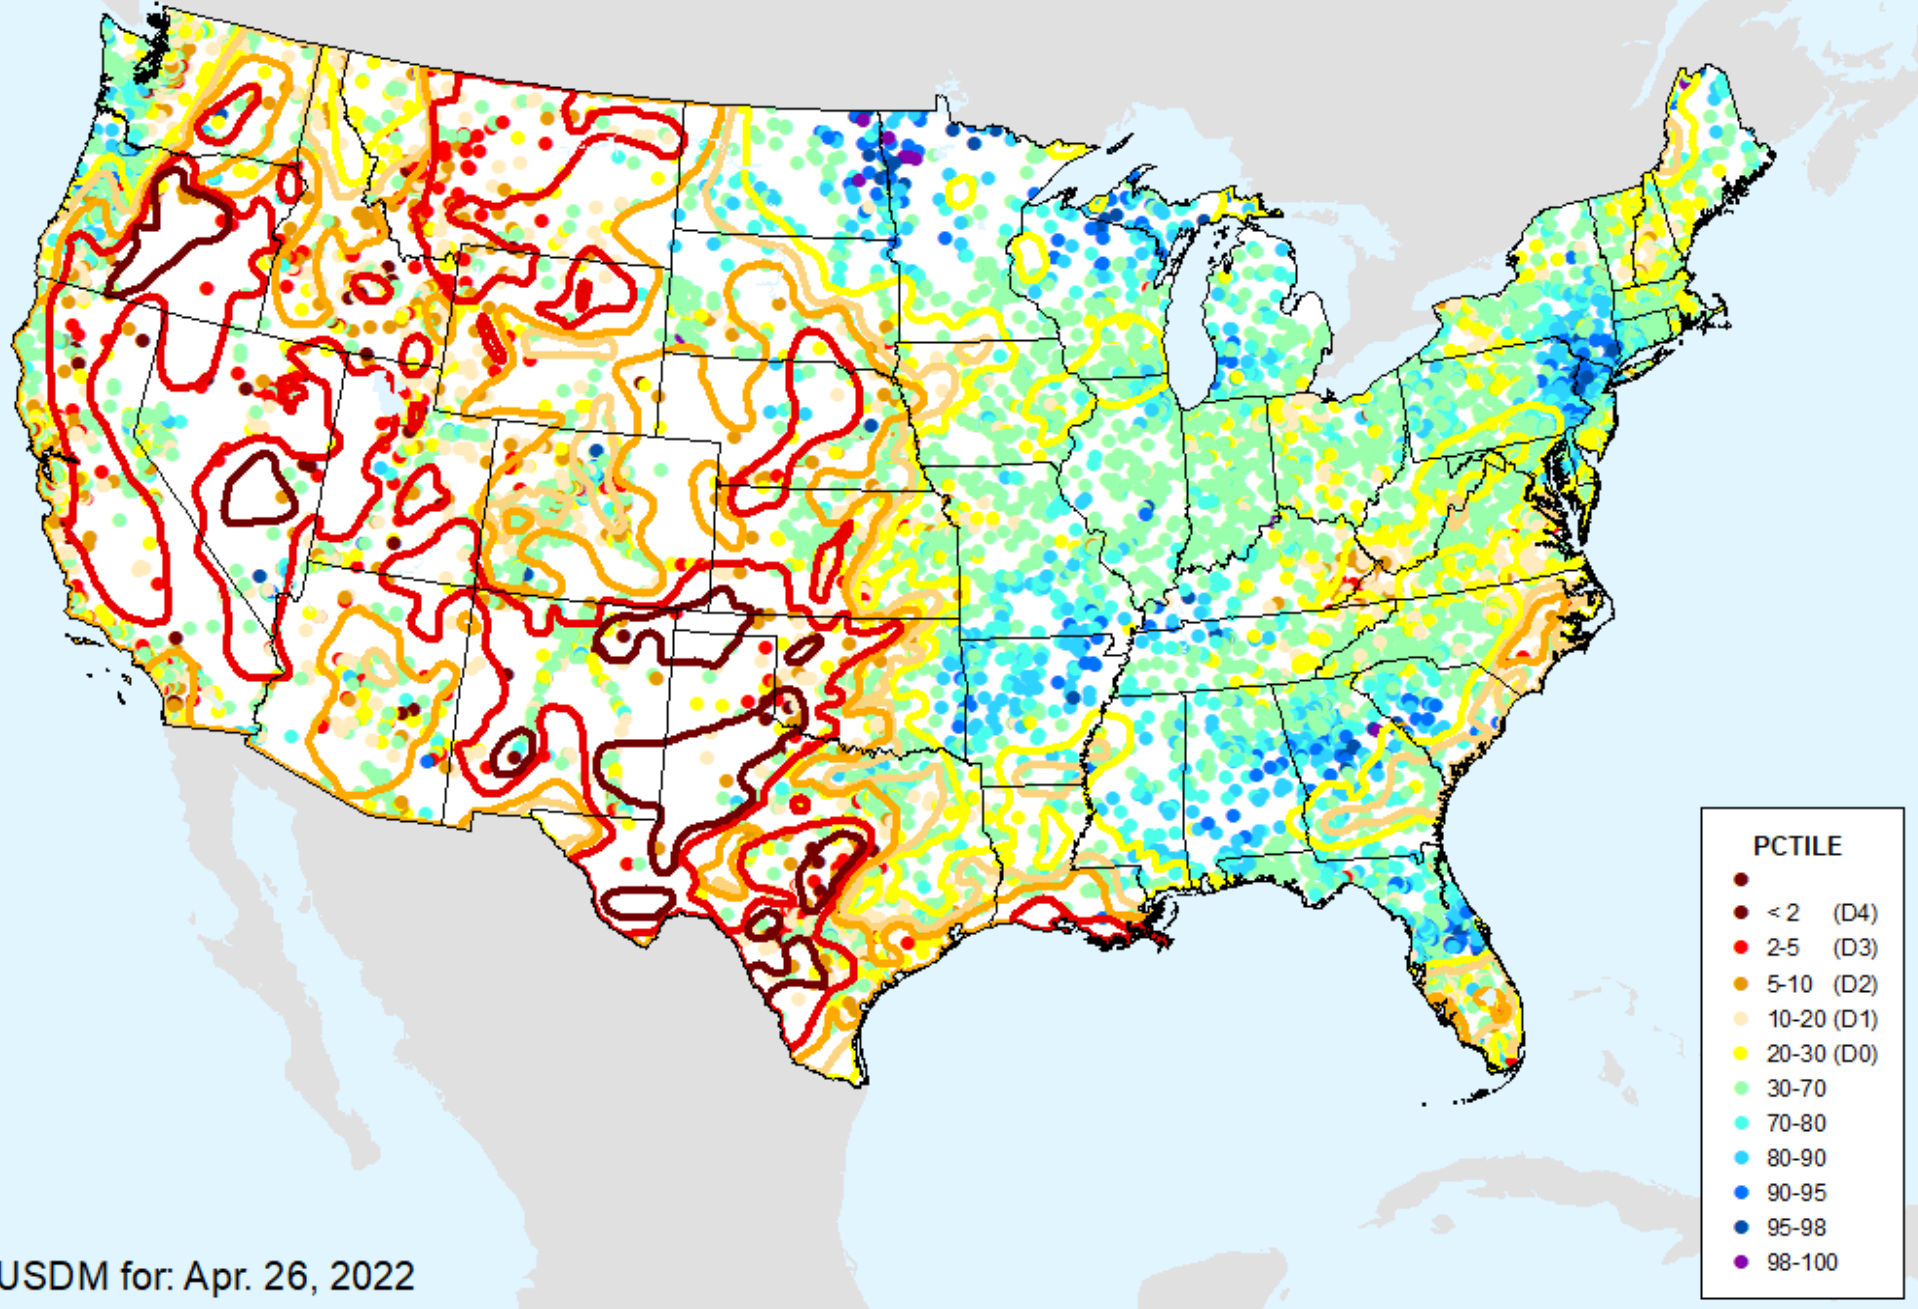 PCTILE
< 2 (D4)
2-5 (D3)
5-10 (D2)
10-20 (D1)
20-30 (D0)
30-70
70-80
80-90
90-95
95-98
98-100
USDM for: Apr. 26, 2022